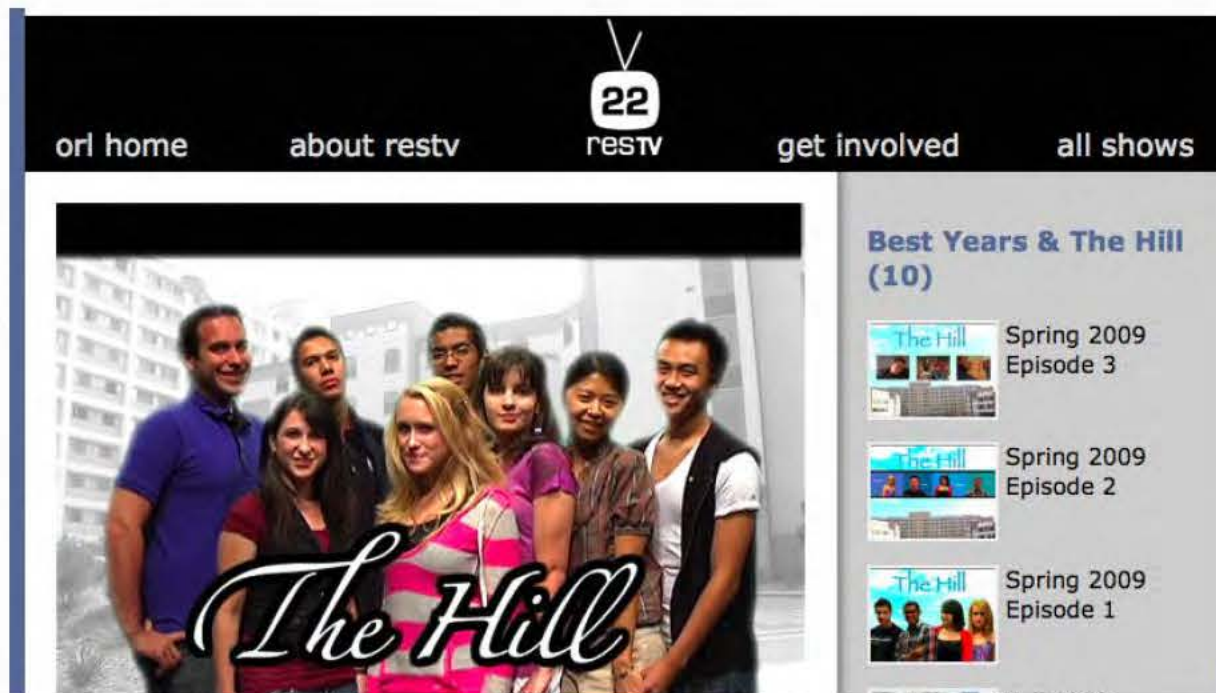 22
resTV
orl home
about restv
get involved
all shows
The Hill
Best Years & The Hill
(10)
The Hill
Spring 2009
Episode 3
The Hill
Spring 2009
Episode 2
The Hill
Spring 2009
Episode 1